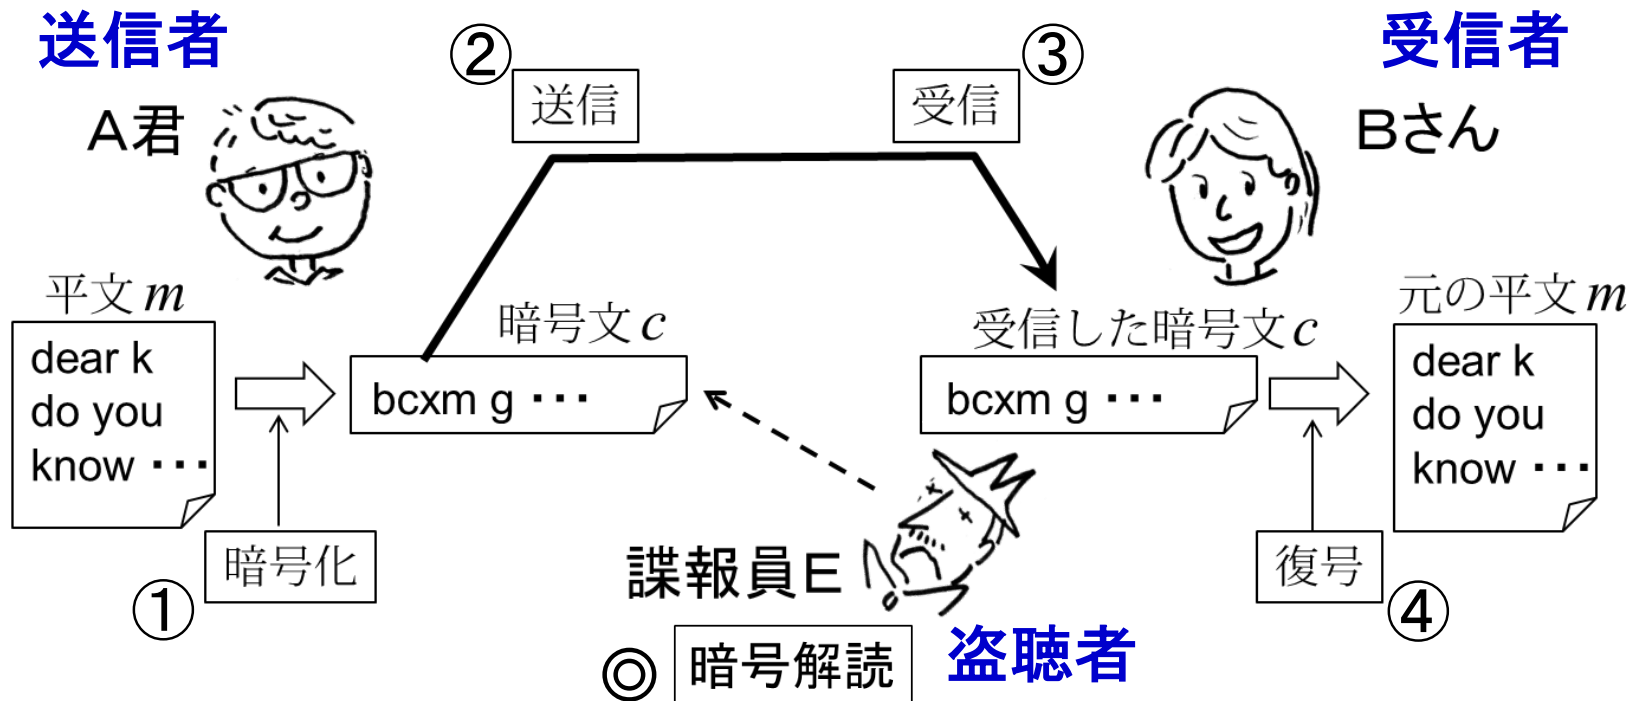 送信者
②
③
受信者
送信
受信
A君
Bさん
平文 m
暗号文 c
受信した暗号文 c
元の平文 m
dear k
do you
know ・・・
bcxm g ・・・
bcxm g ・・・
dear k
do you
know ・・・
暗号化
①
諜報員E
復号
④
◎ 暗号解読
盗聴者